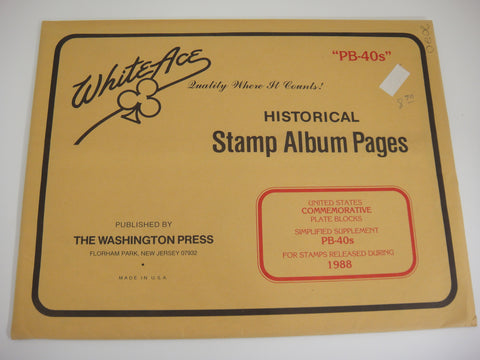 White Ace
Quality Where It Counts!
"PB-40s"
8 70
HISTORICAL
Stamp Album Pages
PUBLISHED BY
THE WASHINGTON PRESS
FLORHAM PARK, NEW JERSEY 07932
MADE IN U.S.A.
UNITED STATES
COMMEMORATIVE
PLATE BLOCKS
SIMPLIFIED SUPPLEMENT
PB-40s
FOR STAMPS RELEASED DURING
1988